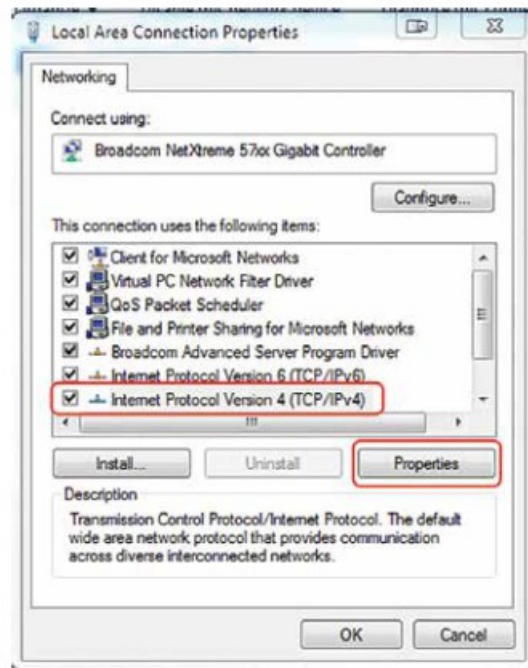 Local Area Connection Properties
Networking
Connect using:
Broadcom NetXtreme 57xx Gigabit Controller
Configure...
This connection uses the following items:
Client for Microsoft Networks
Virtual PC Network Filter Driver
QoS Packet Scheduler
File and Printer Sharing for Microsoft Networks
Broadcom Advanced Server Program Driver
Internet Protocol Version 6 (TCP/IPv6)
Internet Protocol Version 4 (TCP/IPv4)
Install... Uninstall Properties
Description
Transmission Control Protocol/Internet Protocol. The default
wide area network protocol that provides communication
across diverse interconnected networks.
OK Cancel